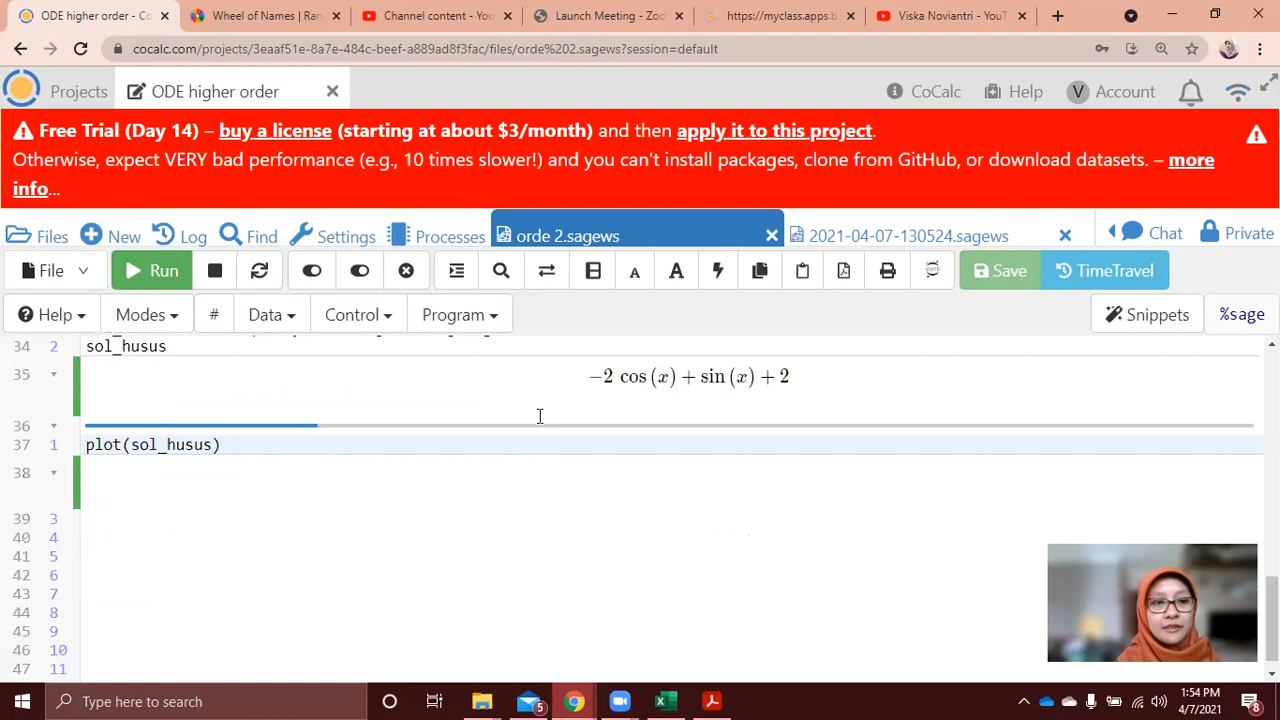 ODE higher order - Co
Wheel of Names | Ran
Channel content - You
Launch Meeting - Zoo
https://myclass.apps.b
Viska Noviantri - YouT
cocalc.com/projects/3eaaf51e-8a7e-484c-beef-a889ad8f3fac/files/orde%202.sagews?session=default
Projects
ODE higher order
CoCalc
Help
V
Account
Free Trial (Day 14) – buy a license (starting at about $3/month) and then apply it to this project.
Otherwise, expect VERY bad performance (e.g., 10 times slower!) and you can't install packages, clone from GitHub, or download datasets. – more
info...
Files
New
Log
Find
Settings
Processes
orde 2.sagews
2021-04-07-130524.sagews
Chat
Private
File
Run
A
A
Save
TimeTravel
Help
Modes
#
Data
Control
Program
Snippets
%sage
34 2 sol_husus
35 −2 cos (x) + sin (x) + 2
36
37 1 plot(sol_husus)
38
39 3
40 4
41 5
42 6
43 7
44 8
45 9
46 10
47 11
Type here to search
5
1:54 PM
4/7/2021
8